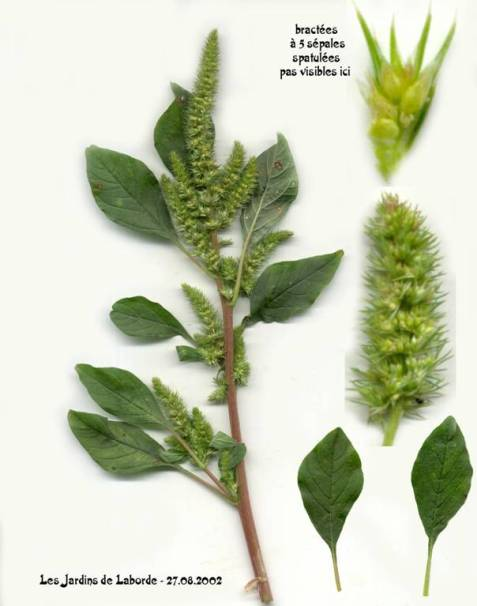 bractées
à 5 sépales
spatulées
pas visibles ici
Les Jardins de Laborde - 27.08.2002